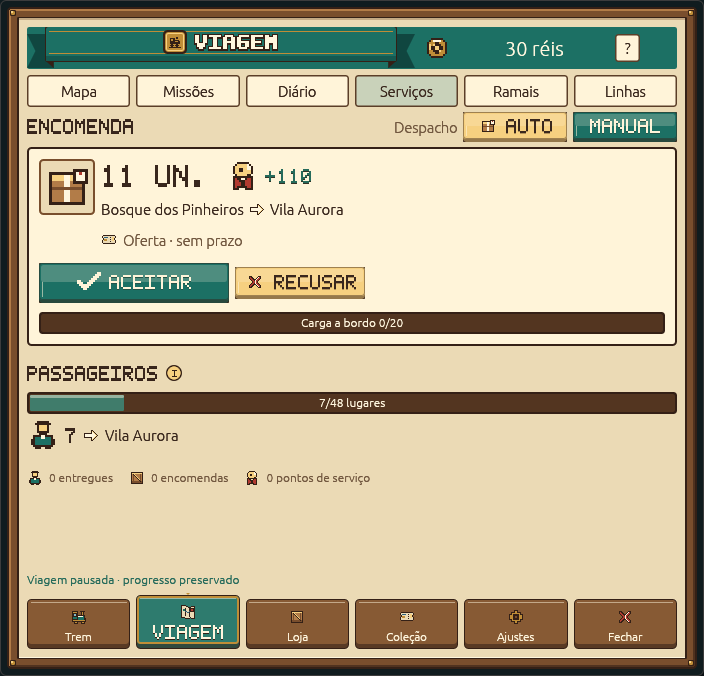 VIAGEM
30 réis
?
Mapa
Missões
Diário
Serviços
Ramais
Linhas
ENCOMENDA
Despacho
AUTO
MANUAL
11 UN.
+110
Bosque dos Pinheiros ⇨ Vila Aurora
Oferta · sem prazo
ACEITAR
RECUSAR
Carga a bordo 0/20
PASSAGEIROS
I
7/48 lugares
7 ⇨ Vila Aurora
0 entregues
0 encomendas
0 pontos de serviço
Viagem pausada · progresso preservado
Trem
VIAGEM
Loja
Coleção
Ajustes
Fechar